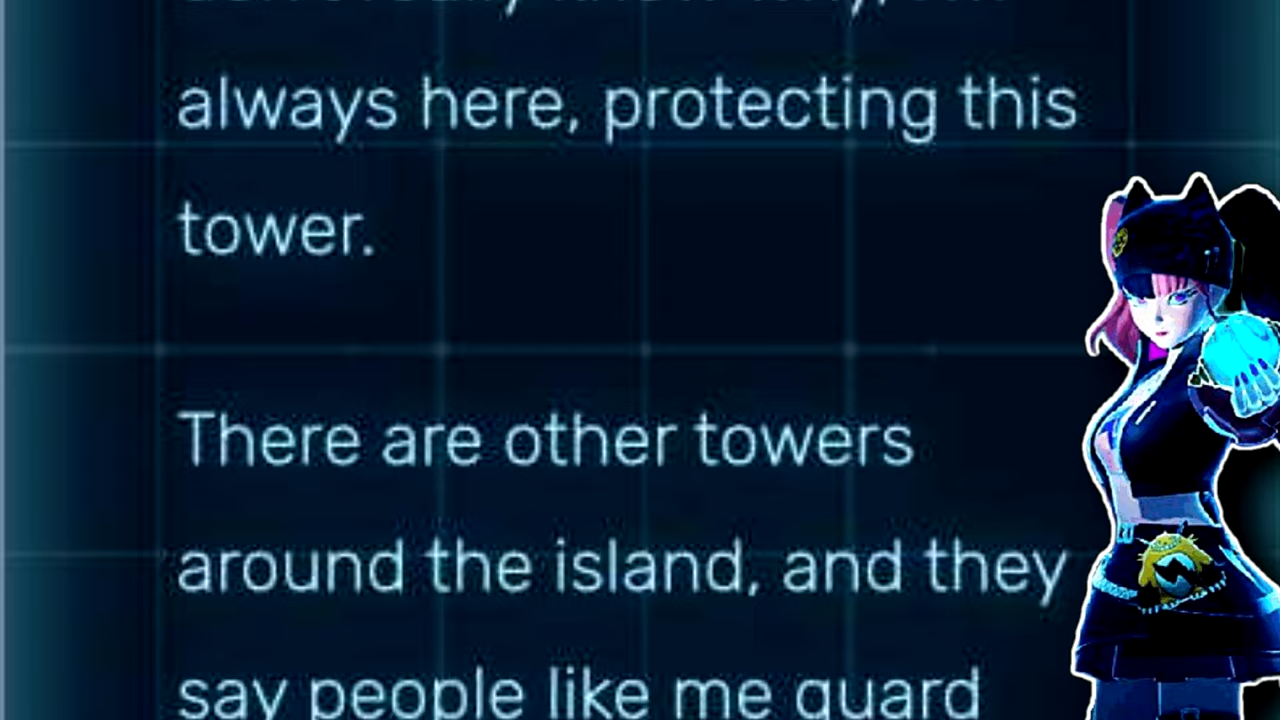 always here, protecting this
tower.
There are other towers
around the island, and they
say people like me guard